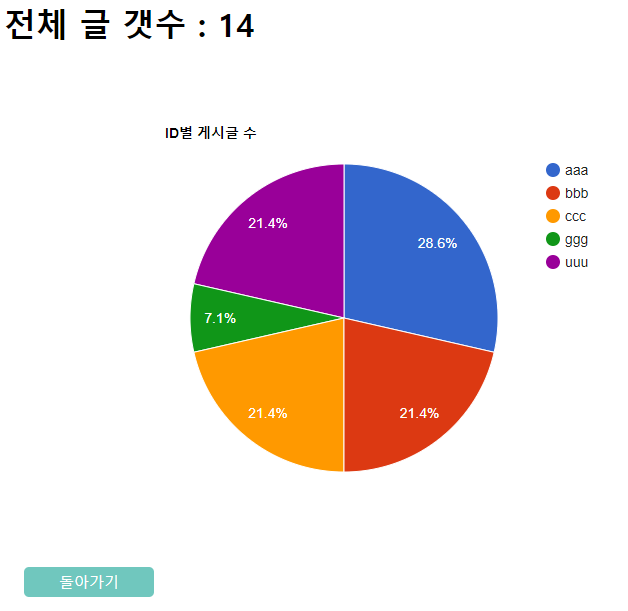 전체 글 갯수 : 14
ID별 게시글 수
aaa
bbb
ccc
ggg
uuu
21.4%
28.6%
7.1%
21.4%
21.4%
돌아가기